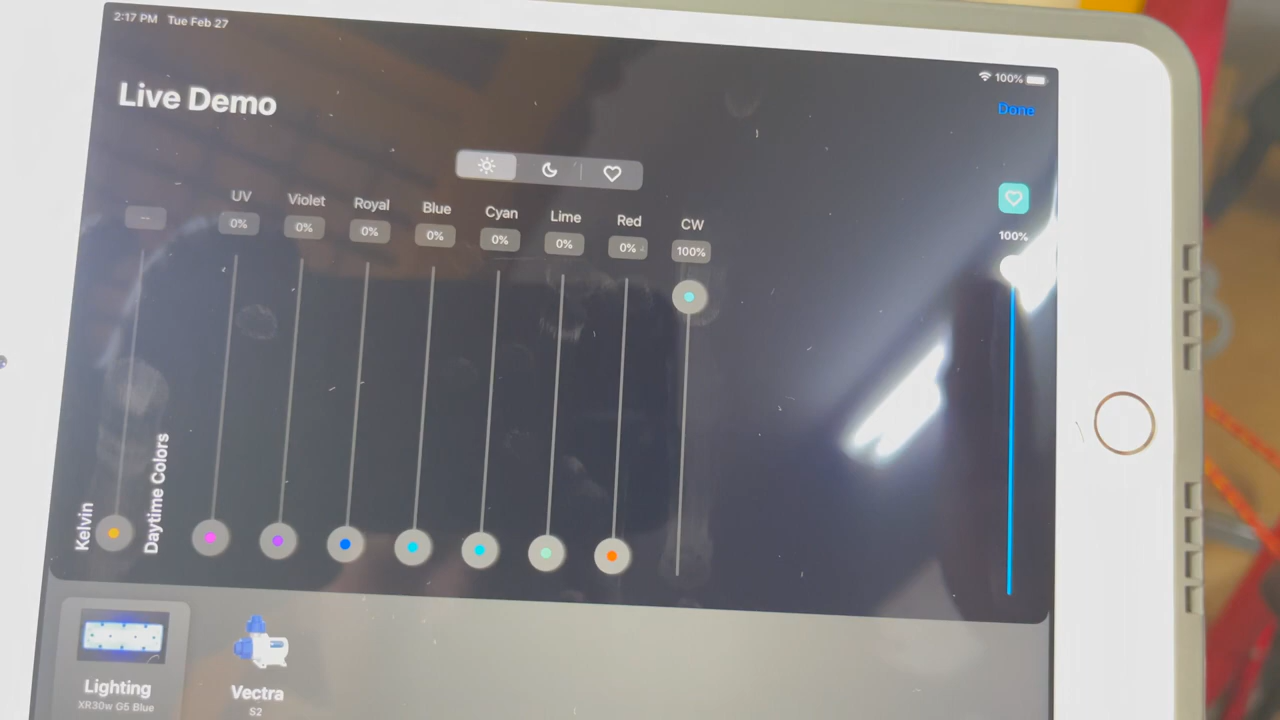 2:17 PM Tue Feb 27
100%
Live Demo
Done
UV Violet Royal Blue Cyan Lime Red CW
-- 0% 0% 0% 0% 0% 0% 0% 100%
100%
Kelvin
Daytime Colors
Lighting
XR30w G5 Blue
Vectra
S2